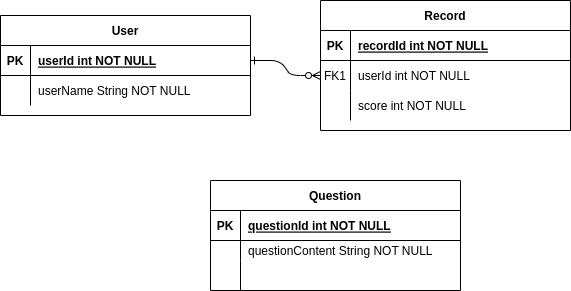 User
PK userId int NOT NULL
userName String NOT NULL
Record
PK recordId int NOT NULL
FK1 userId int NOT NULL
score int NOT NULL
Question
PK questionId int NOT NULL
questionContent String NOT NULL